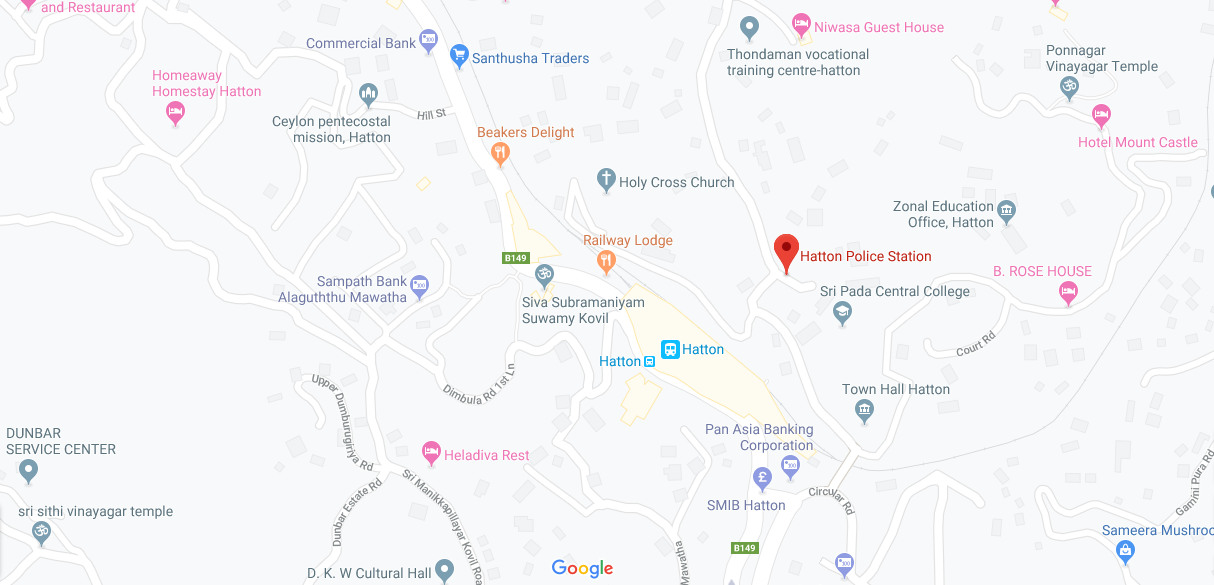 and Restaurant
Niwasa Guest House
Commercial Bank
Santhusha Traders
Thondaman vocational
training centre-hatton
Ponnagar
Vinayagar Temple
Homeaway
Homestay Hatton
Hill St
Ceylon pentecostal
mission, Hatton
Beakers Delight
Hotel Mount Castle
Holy Cross Church
Zonal Education
Office, Hatton
Railway Lodge
B149
Hatton Police Station
B. ROSE HOUSE
Sampath Bank
Alaguththu Mawatha
Siva Subramaniyam
Suwamy Kovil
Sri Pada Central College
Court Rd
Hatton
Hatton
Dimbula Rd 1st Ln
Upper Dumburugiriya Rd
Town Hall Hatton
DUNBAR
SERVICE CENTER
Pan Asia Banking
Corporation
Heladiva Rest
Sri Manikkapillayar Kovil Roa
Dunbar Estate Rd
£
SMIB Hatton
Circular Rd
Gamini Pura Rd
sri sithi vinayagar temple
Sameera Mushroo
B149
Mawatha
D. K. W Cultural Hall
Google